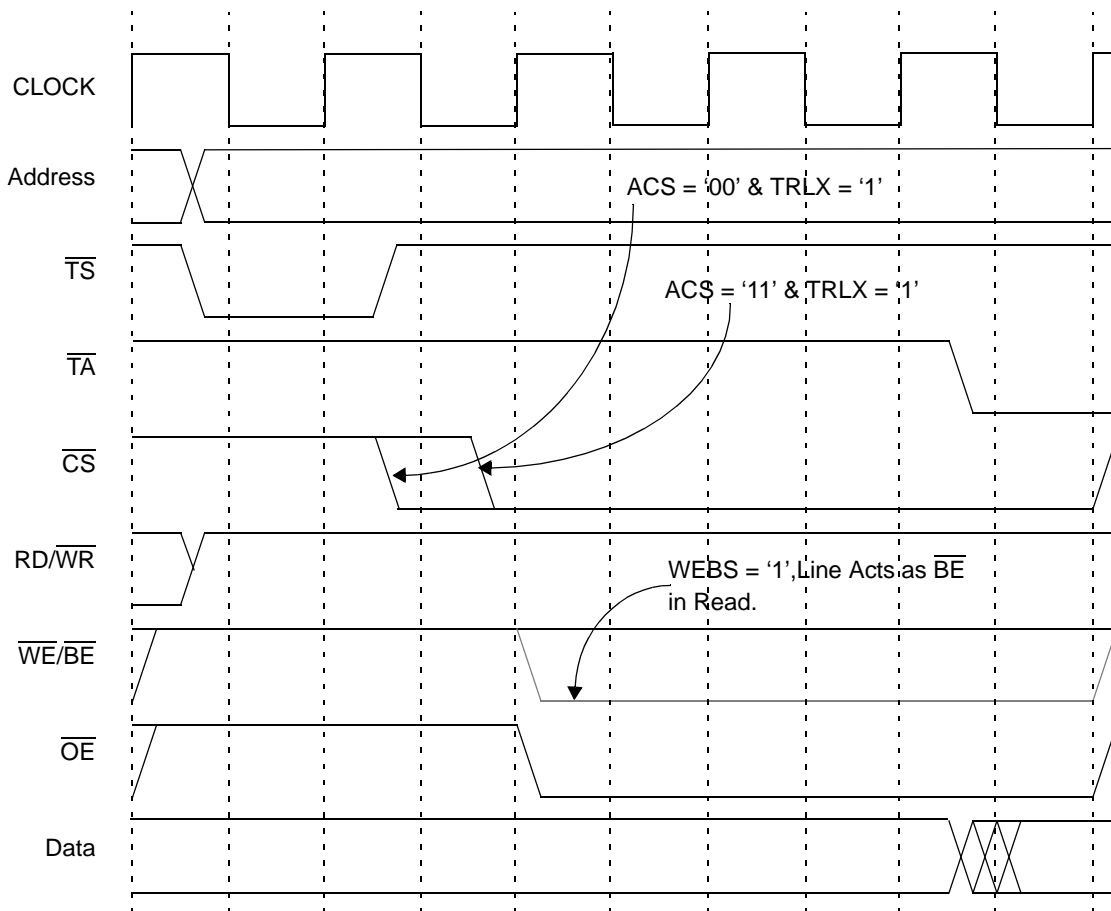 CLOCK
Address
ACS = ‘00’ & TRLX = ‘1’
TS
ACS = ‘11’ & TRLX = ‘1’
TA
CS
RD/WR
WEBS = ‘1’,Line Acts as BE
in Read.
WE/BE
OE
Data